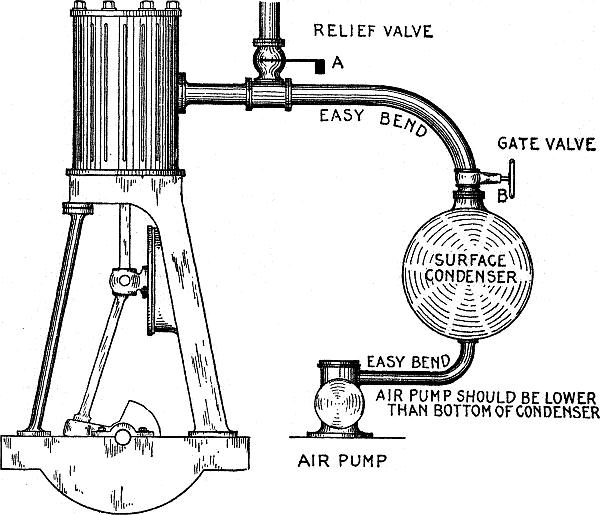 RELIEF VALVE
A
EASY BEND
GATE VALVE
B
SURFACE
CONDENSER
EASY BEND
AIR PUMP SHOULD BE LOWER
THAN BOTTOM OF CONDENSER
AIR PUMP